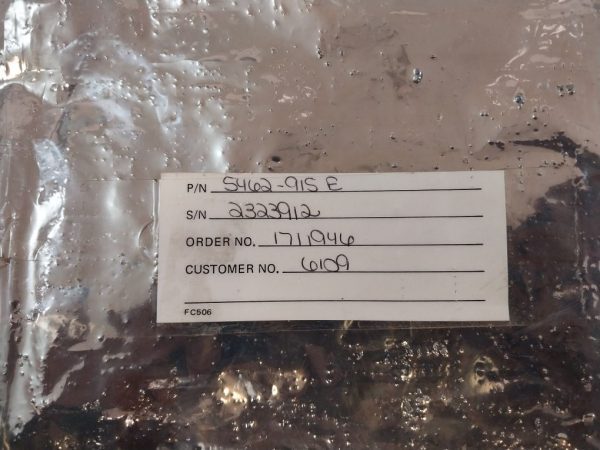 P/N 5462-915 E
S/N 2323912
ORDER NO. 1711946
CUSTOMER NO. 6109
FC506